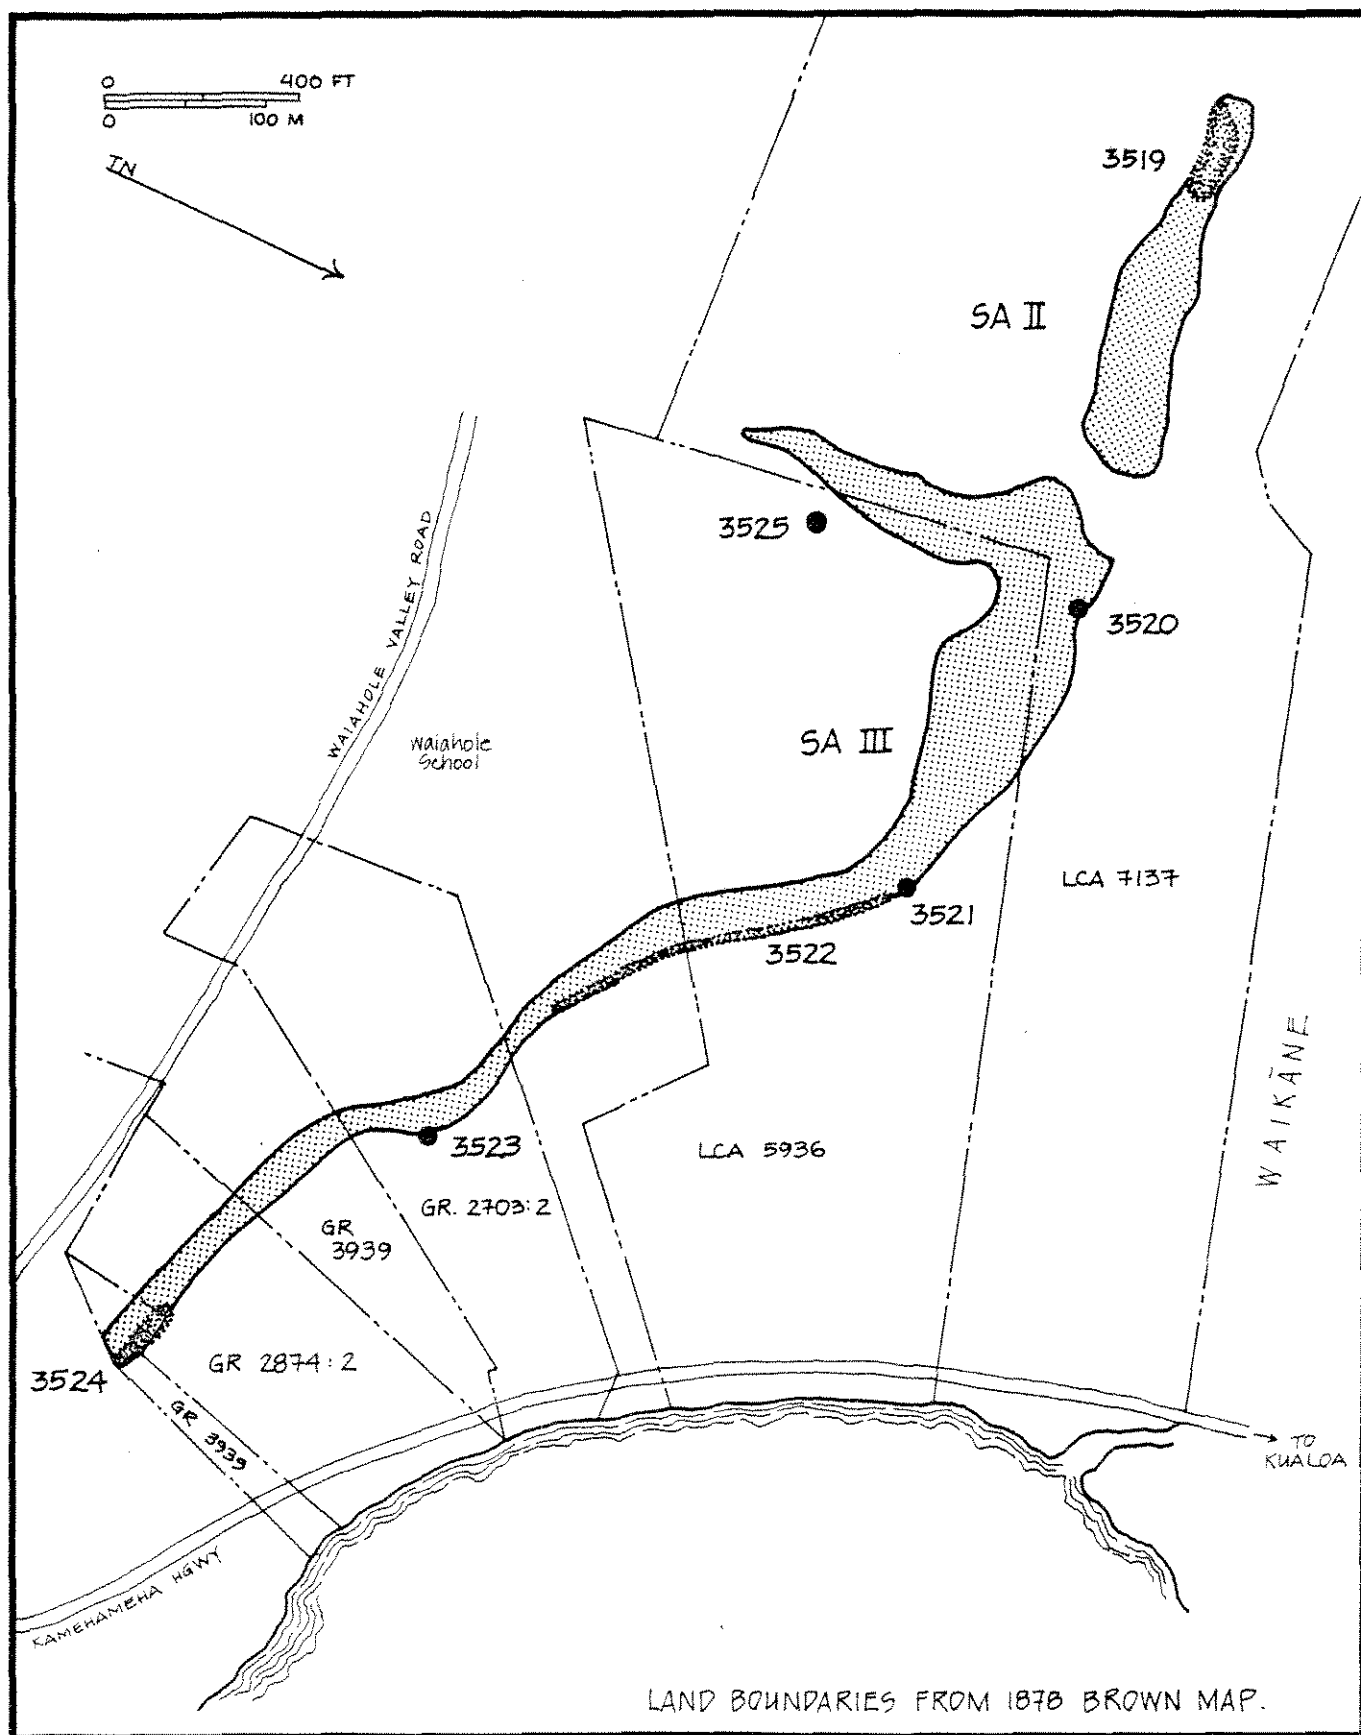 0 400 FT
0 100 M
TN
3519
SA II
3525
3520
WAIAHOLE VALLEY ROAD
Waiahole
School
SA III
LCA 7137
3521
3522
WAIKĀNE
3523
LCA 5936
GR. 2703:2
GR
3939
GR 2874:2
3524
GR 3939
TO
KUALOA
KAMEHAMEHA HGWY
LAND BOUNDARIES FROM 1878 BROWN MAP.